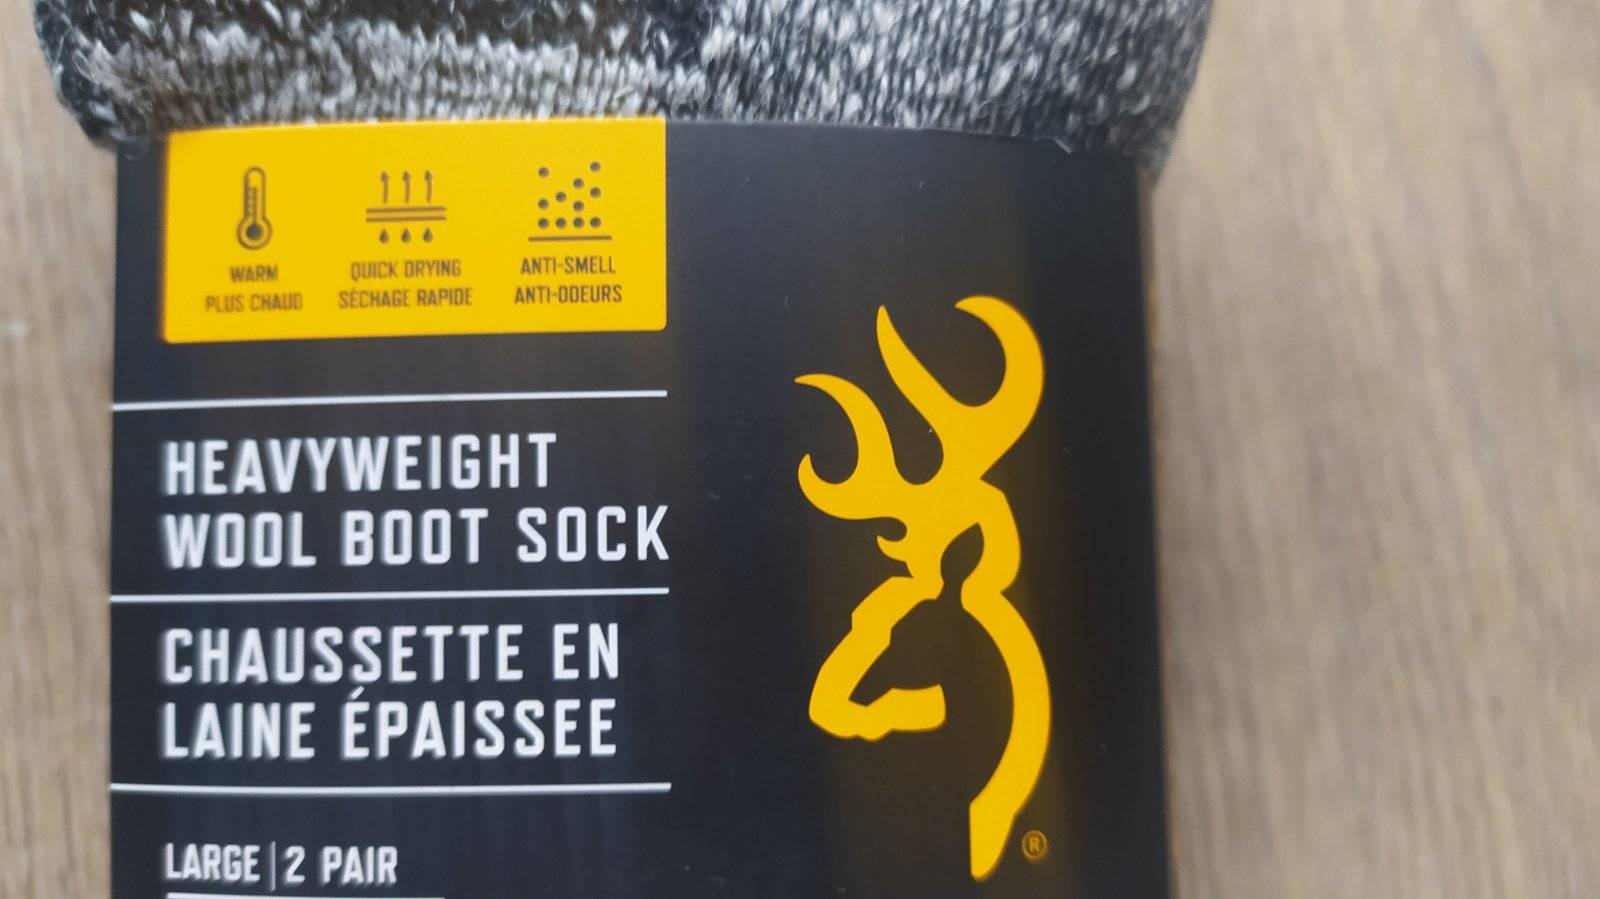 WARM
PLUS CHAUD
QUICK DRYING
SÉCHAGE RAPIDE
ANTI-SMELL
ANTI-ODEURS
HEAVYWEIGHT
WOOL BOOT SOCK
CHAUSSETTE EN
LAINE ÉPAISSEE
LARGE | 2 PAIR
®